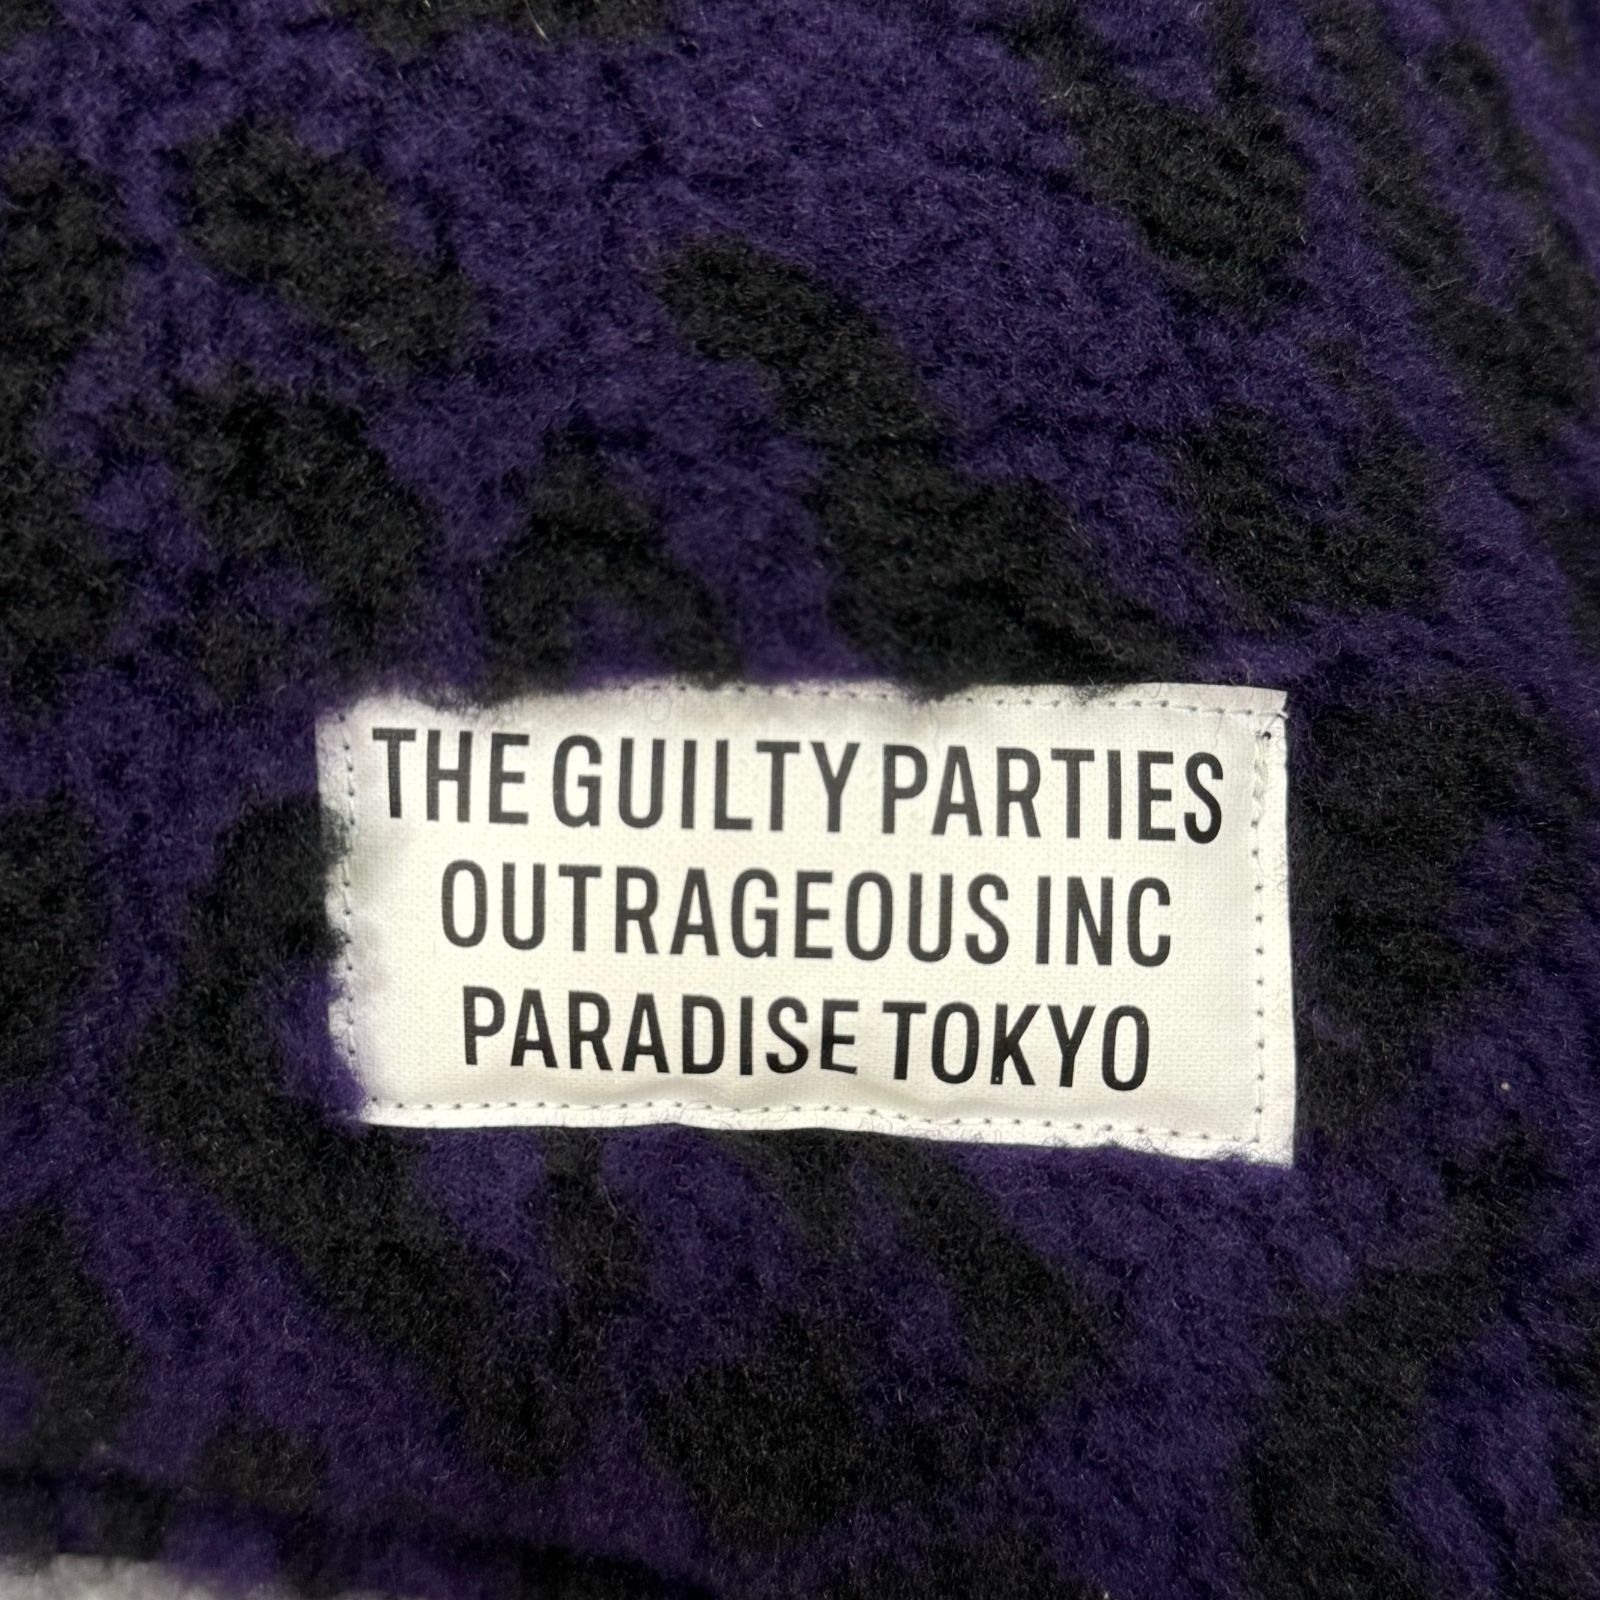 THE GUILTY PARTIES
OUTRAGEOUS INC
PARADISE TOKYO